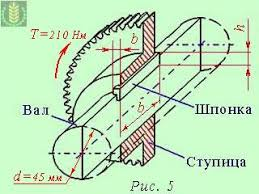 T=210 Нм
b
h
b
Вал
Шпонка
Ступица
d=45 мм
Рис. 5